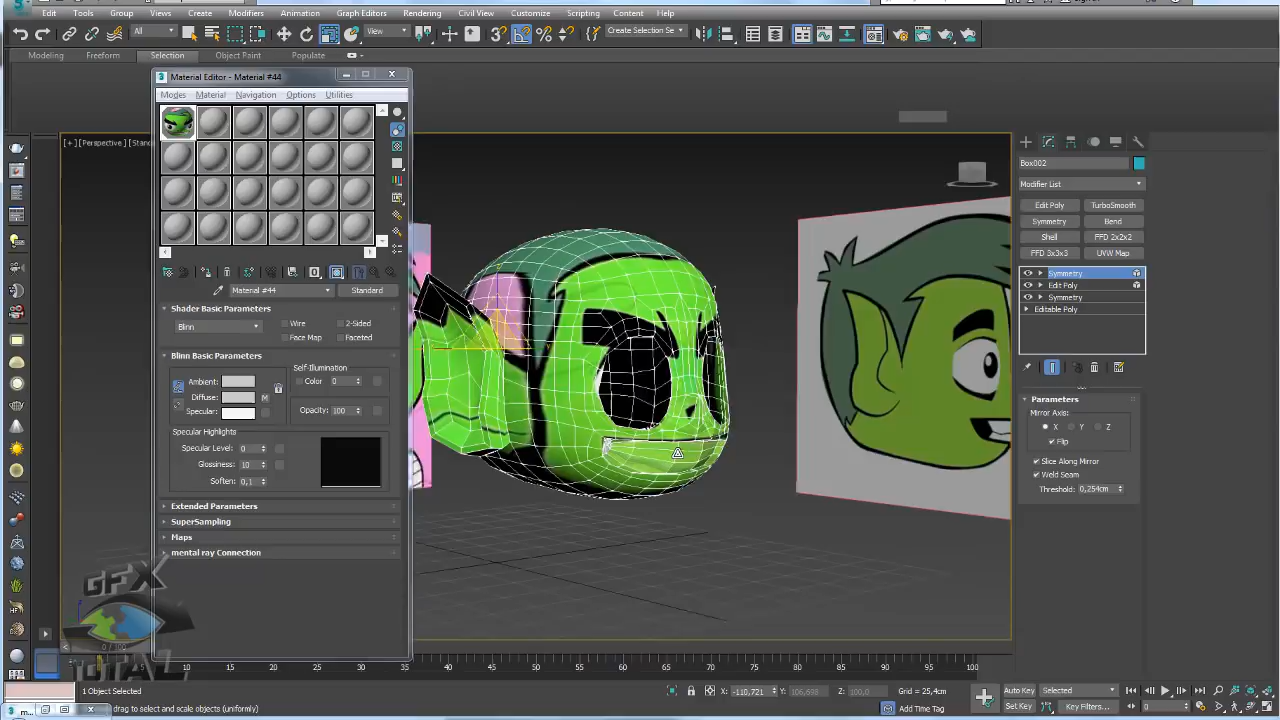 Edit Tools Group Views Create Modifiers Animation Graph Editors Rendering Civil View Customize Scripting Content Help
All View Create Selection Se
Modeling Freeform Selection Object Paint Populate
Material Editor - Material #44
Modes Material Navigation Options Utilities
[+] [Perspective] [Stand
Material #44 Standard
Shader Basic Parameters
Blinn Wire 2-Sided
Face Map Faceted
Blinn Basic Parameters
Self-Illumination
Ambient: Color 0
Diffuse: M
Specular: Opacity: 100
Specular Highlights
Specular Level: 0
Glossiness: 10
Soften: 0,1
Extended Parameters
SuperSampling
Maps
mental ray Connection
Box002
Modifier List
Edit Poly TurboSmooth
Symmetry Bend
Shell FFD 2x2x2
FFD 3x3x3 UVW Map
Symmetry
Edit Poly
Symmetry
Editable Poly
Parameters
Mirror Axis:
X Y Z
Flip
Slice Along Mirror
Weld Seam
Threshold: 0,254cm
GFX
TOTAL
0 / 100
5 10 15 20 25 30 35 40 45 50 55 60 65 70 75 80 85 90 95 100
1 Object Selected X: -110,721 Y: 106,698 Z: 100,0 Grid = 25,4cm Auto Key Selected
drag to select and scale objects (uniformly) Add Time Tag Set Key Key Filters... 0